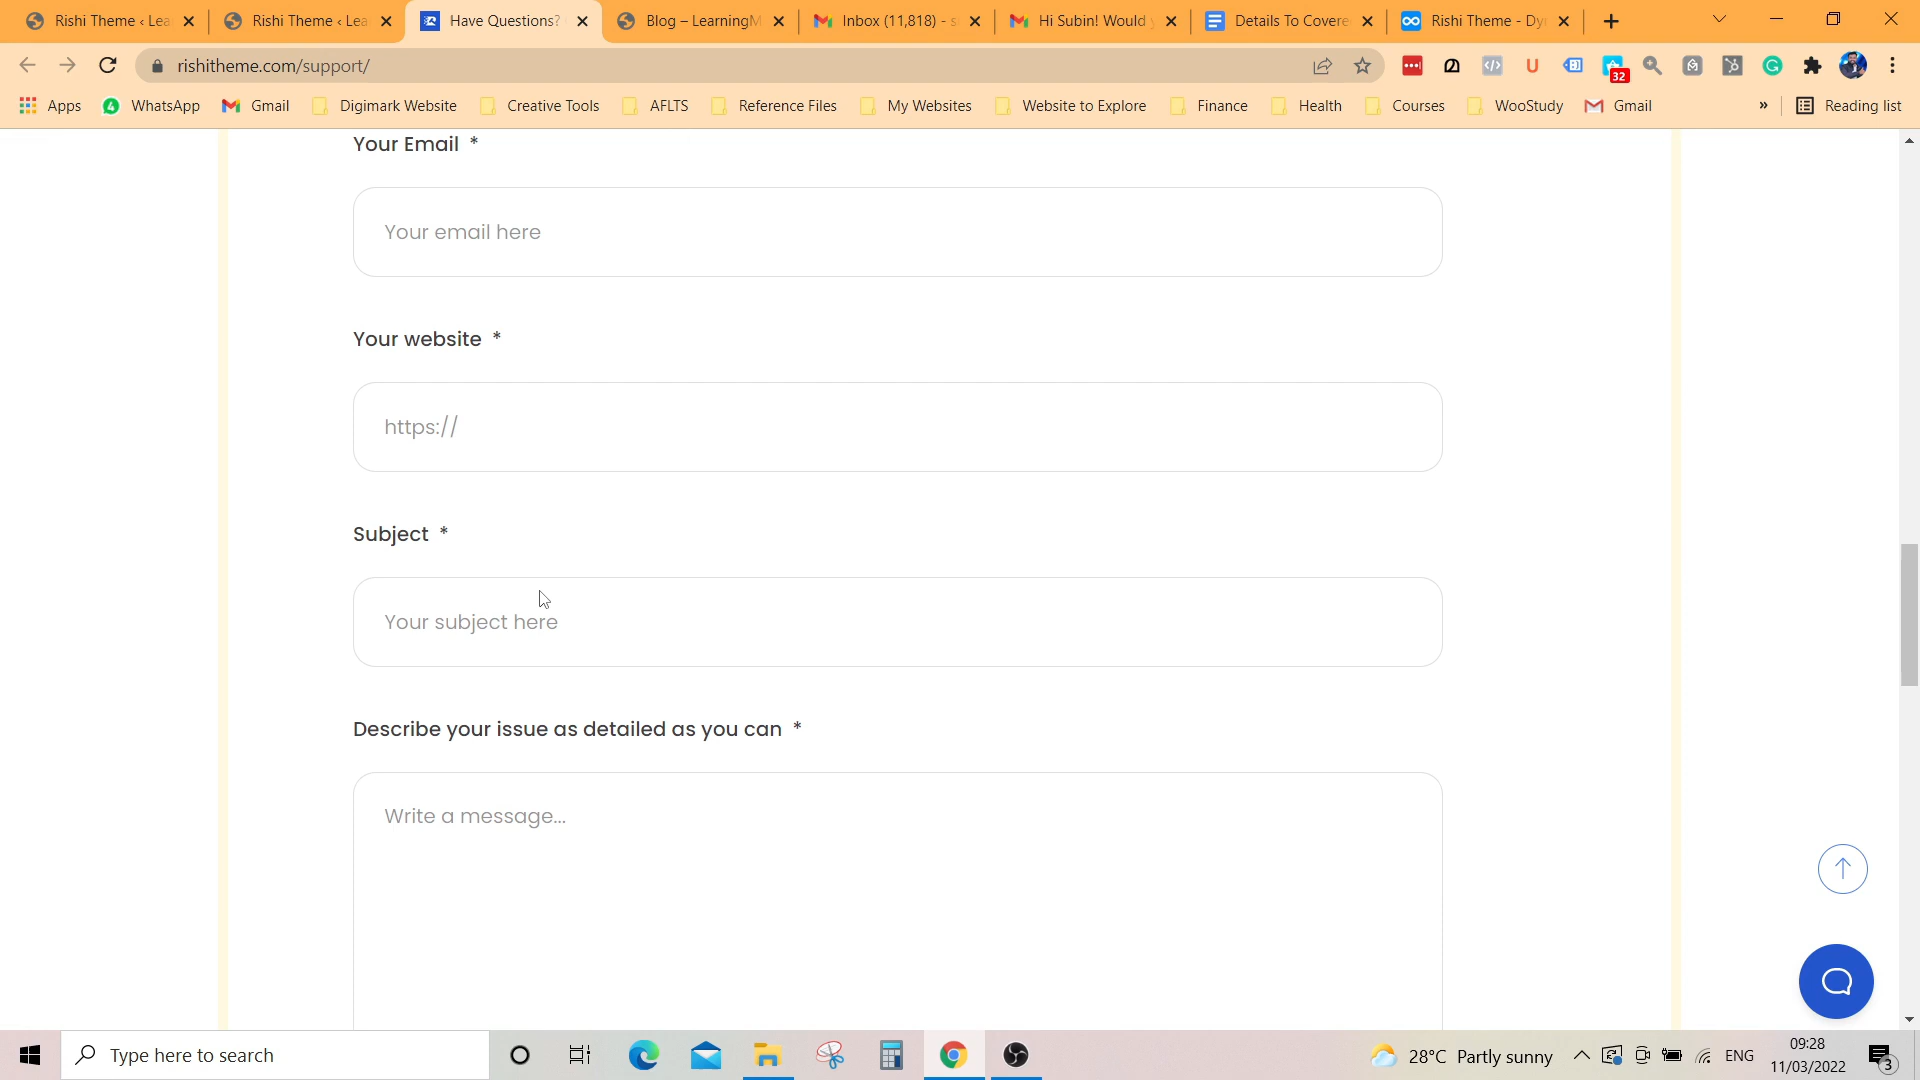 Rishi Theme ‹ Lea
Rishi Theme ‹ Lea
Have Questions?
Blog – LearningM
Inbox (11,818) - s
Hi Subin! Would y
Details To Covere
Rishi Theme - Dy
rishitheme.com/support/
32
Apps
4
WhatsApp
Gmail
Digimark Website
Creative Tools
AFLTS
Reference Files
My Websites
Website to Explore
Finance
Health
Courses
WooStudy
Gmail
»
Reading list
Your Email *
Your email here
Your website *
https://
Subject *
Your subject here
Describe your issue as detailed as you can *
Write a message...
Type here to search
28°C Partly sunny
ENG
09:28
11/03/2022
3